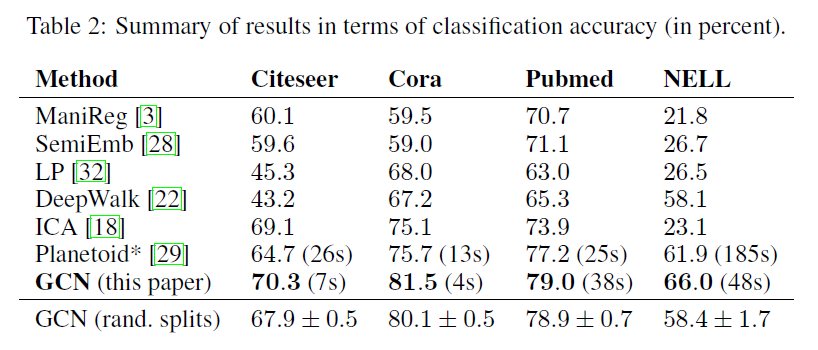 Table 2: Summary of results in terms of classification accuracy (in percent).
Method Citeseer Cora Pubmed NELL
ManiReg [3] 60.1 59.5 70.7 21.8
SemiEmb [28] 59.6 59.0 71.1 26.7
LP [32] 45.3 68.0 63.0 26.5
DeepWalk [22] 43.2 67.2 65.3 58.1
ICA [18] 69.1 75.1 73.9 23.1
Planetoid* [29] 64.7 (26s) 75.7 (13s) 77.2 (25s) 61.9 (185s)
GCN (this paper) 70.3 (7s) 81.5 (4s) 79.0 (38s) 66.0 (48s)
GCN (rand. splits) 67.9 ± 0.5 80.1 ± 0.5 78.9 ± 0.7 58.4 ± 1.7